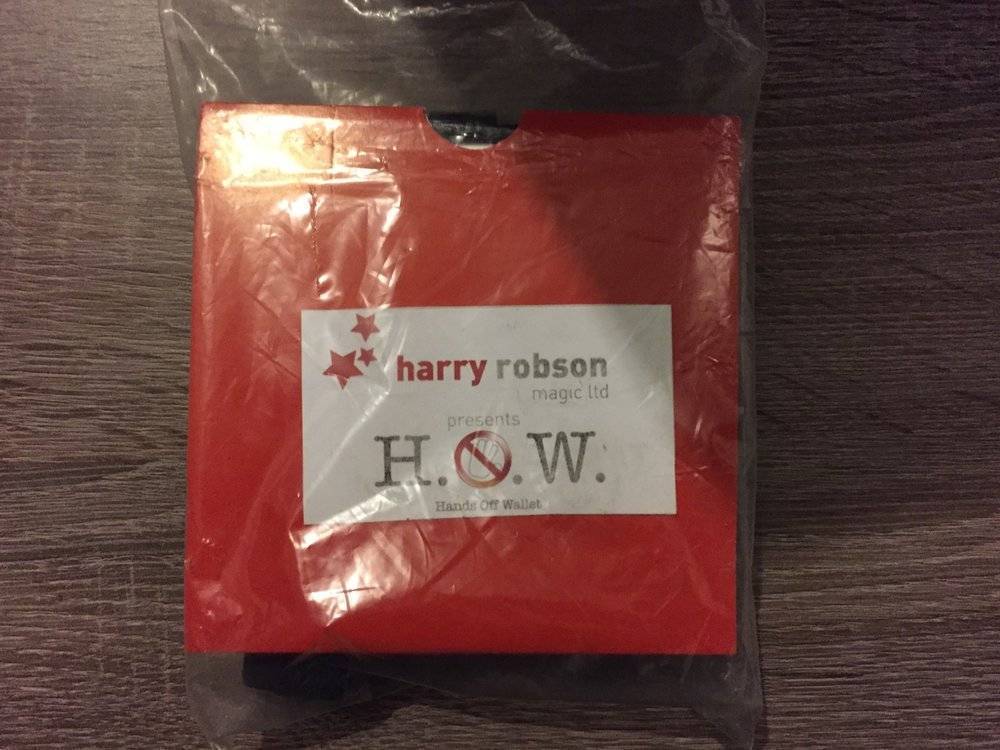 harry robson
magic ltd
presents
H.O.W.
Hands Off Wallet